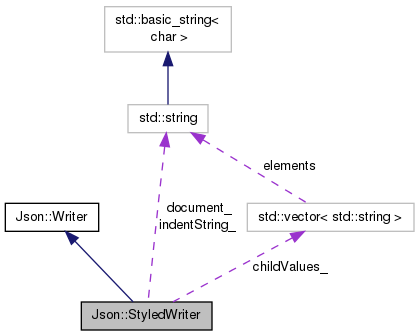 std::basic_string<
char >
std::string
elements
Json::Writer
document_
indentString_
std::vector< std::string >
childValues_
Json::StyledWriter